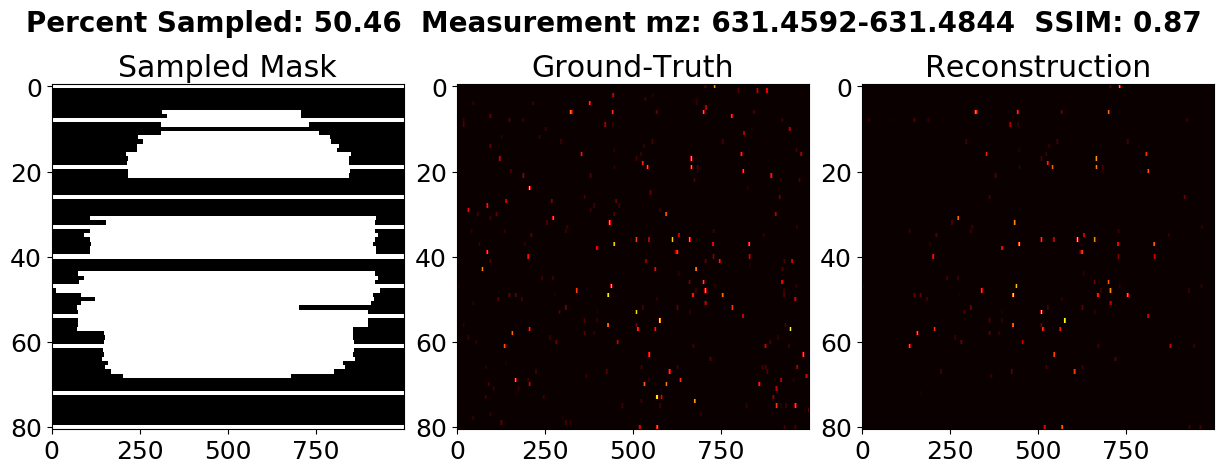 Percent Sampled: 50.46  Measurement mz: 631.4592-631.4844  SSIM: 0.87
Sampled Mask Ground-Truth Reconstruction
0 0 0
20 20 20
40 40 40
60 60 60
80 80 80
0 250 500 750 0 250 500 750 0 250 500 750